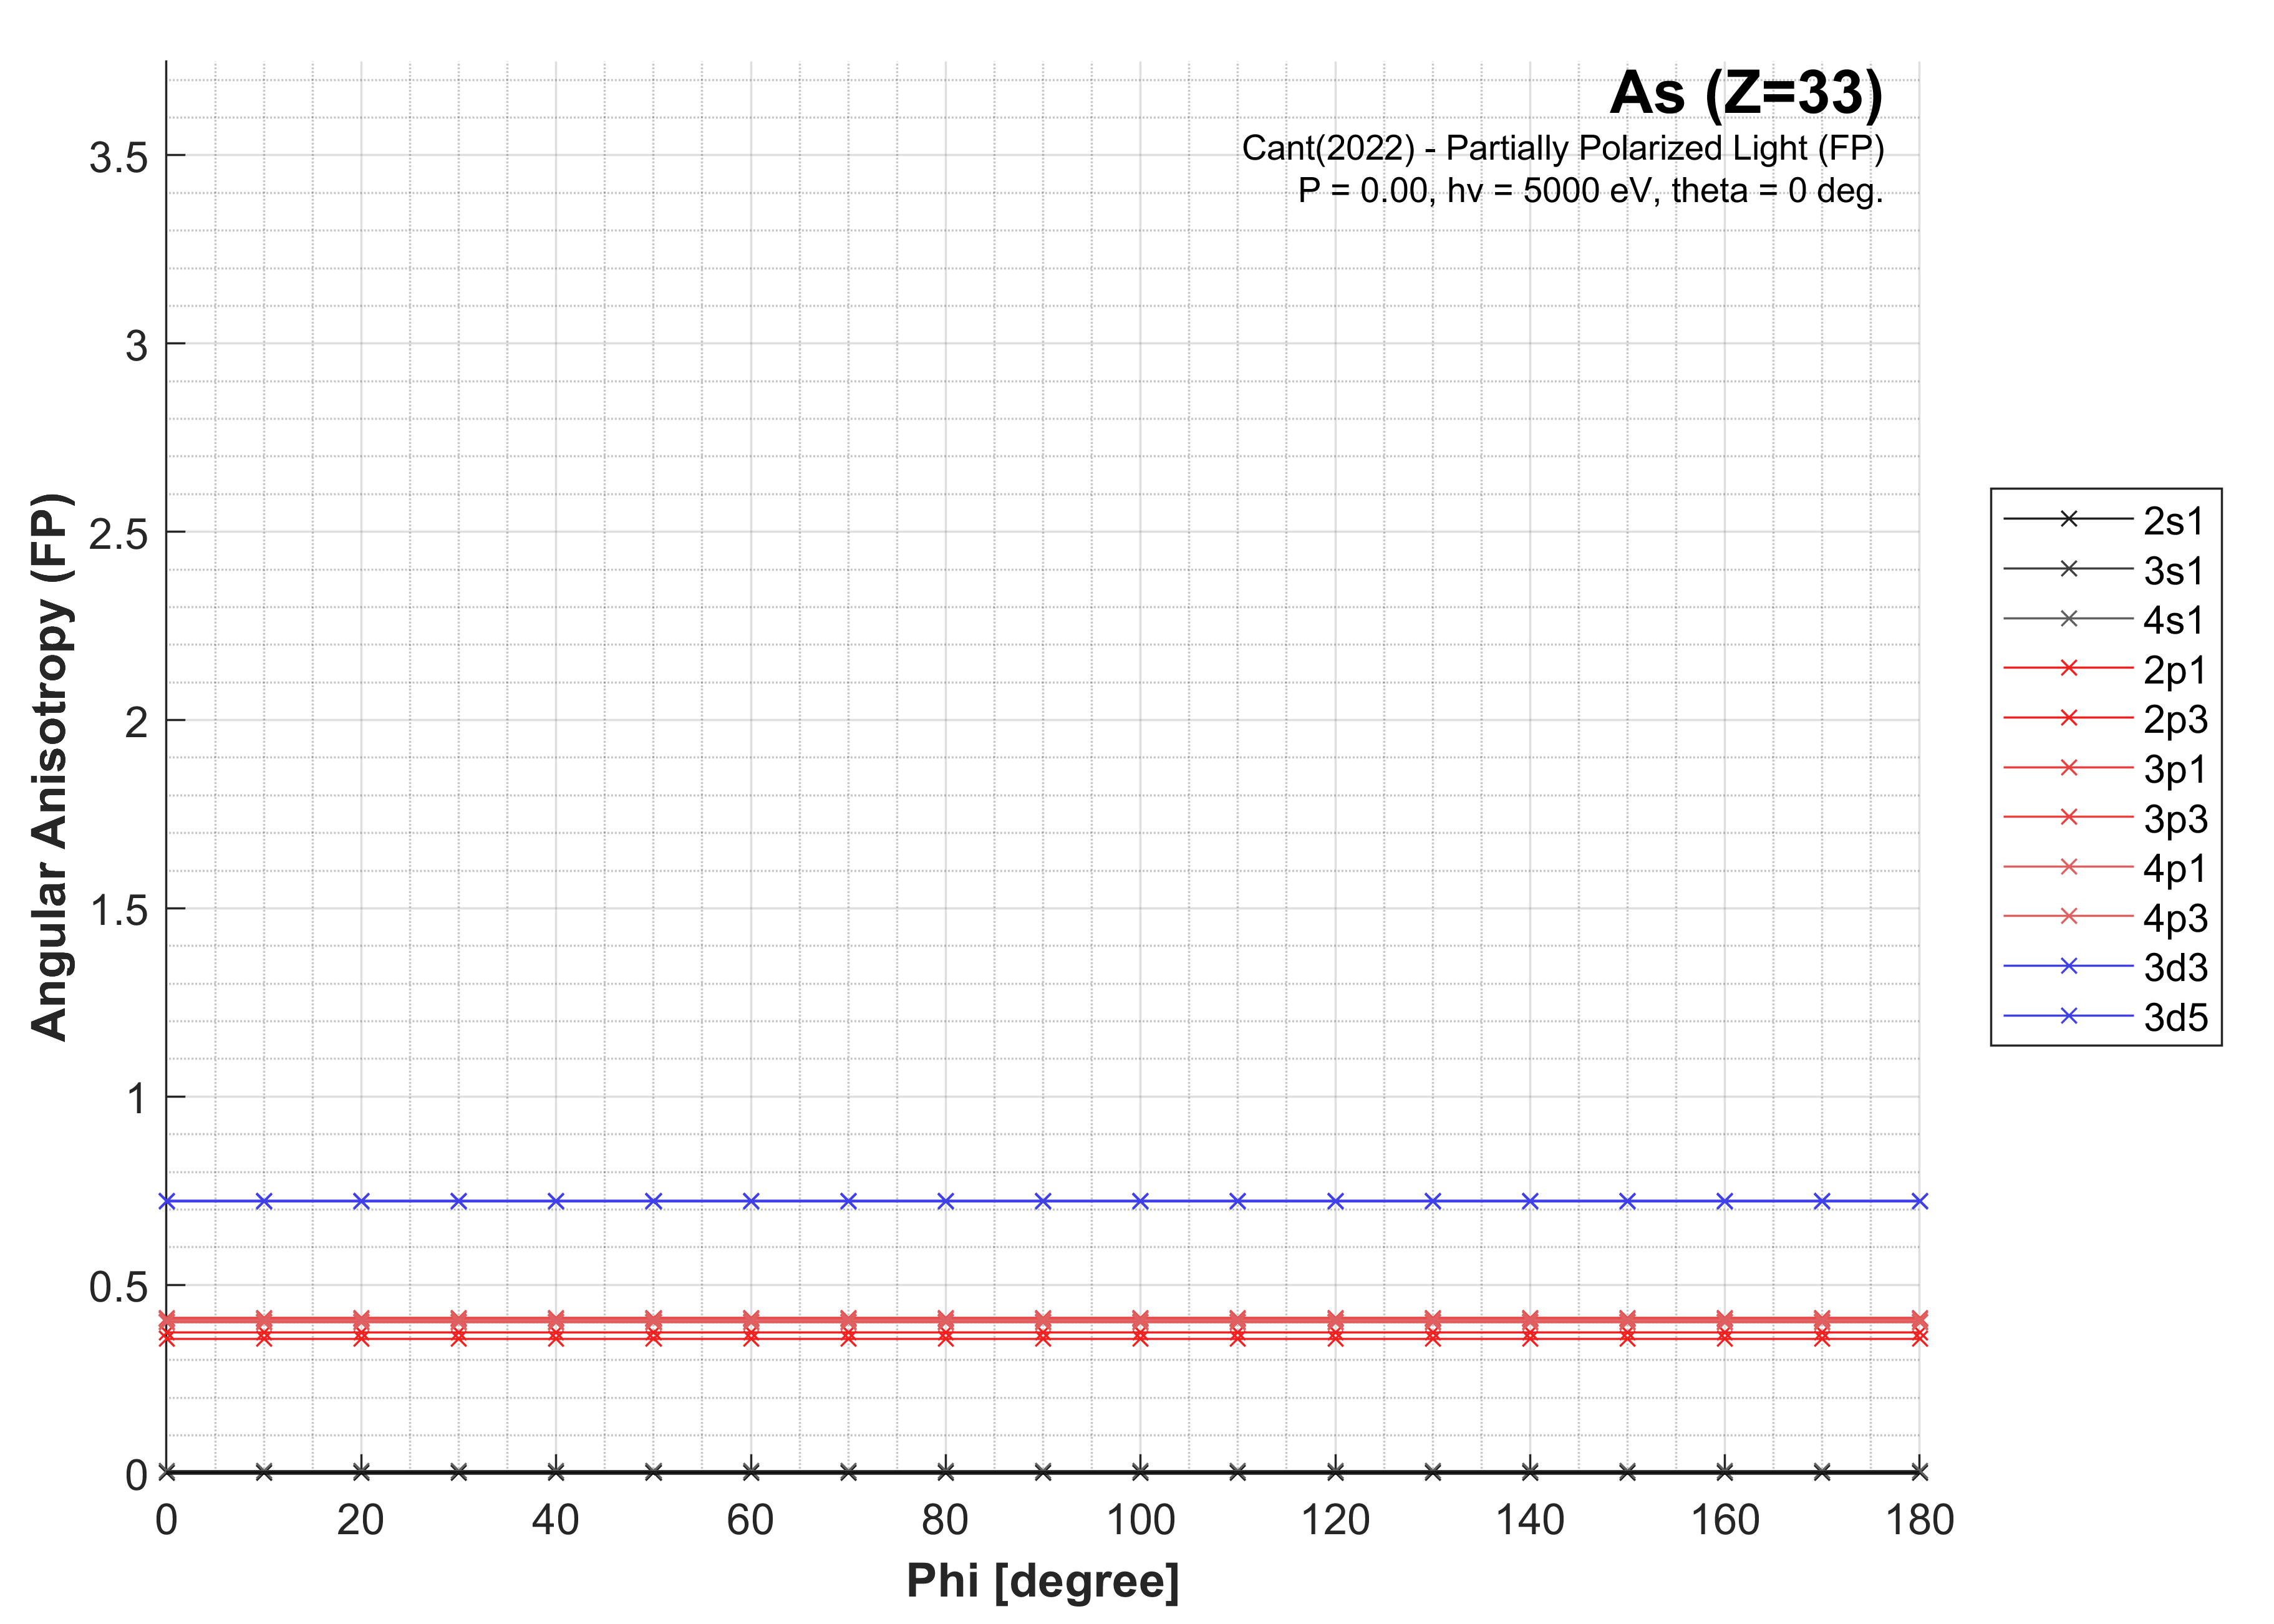 As (Z=33)
Cant(2022) - Partially Polarized Light (FP)
P = 0.00, hv = 5000 eV, theta = 0 deg.
Angular Anisotropy (FP)
3.5
3
2.5
2
1.5
1
0.5
0
0 20 40 60 80 100 120 140 160 180
Phi [degree]
2s1
3s1
4s1
2p1
2p3
3p1
3p3
4p1
4p3
3d3
3d5